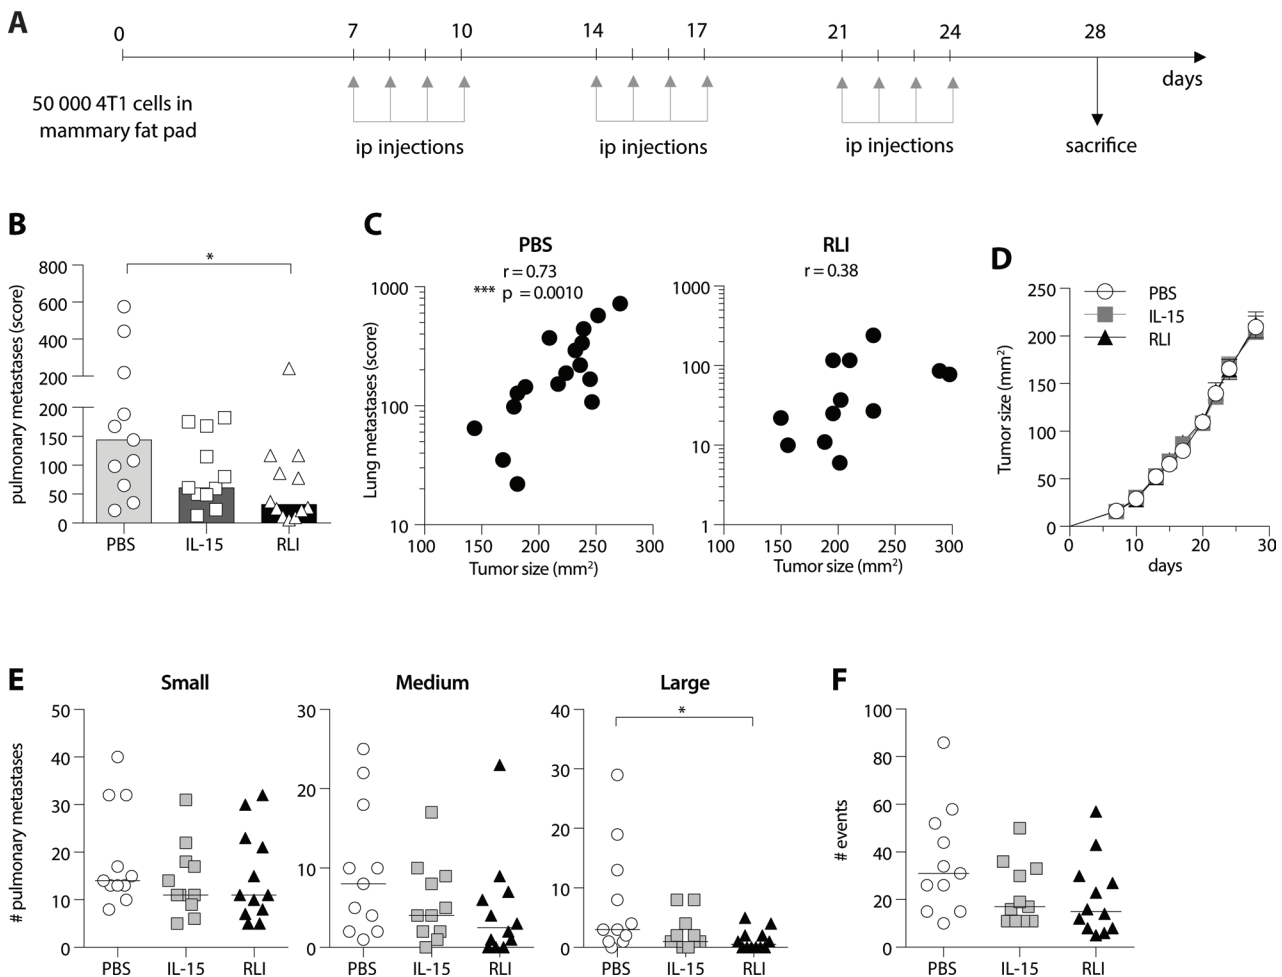 A
0
7
10
14
17
21
24
28
days
50 000 4T1 cells in
mammary fat pad
ip injections
ip injections
ip injections
sacrifice
B
*
pulmonary metastases (score)
800
600
400
200
200
150
100
50
0
PBS
IL-15
RLI
C
PBS
r = 0.73
*** p = 0.0010
Lung metastases (score)
1000
100
10
100
150
200
250
300
Tumor size (mm²)
RLI
r = 0.38
1000
100
10
1
100
150
200
250
300
Tumor size (mm²)
D
PBS
IL-15
RLI
Tumor size (mm²)
250
200
150
100
50
0
0
10
20
30
days
E
Small
# pulmonary metastases
50
40
30
20
10
0
PBS
IL-15
RLI
Medium
30
20
10
0
PBS
IL-15
RLI
Large
*
40
30
20
10
0
PBS
IL-15
RLI
F
# events
100
80
60
40
20
0
PBS
IL-15
RLI